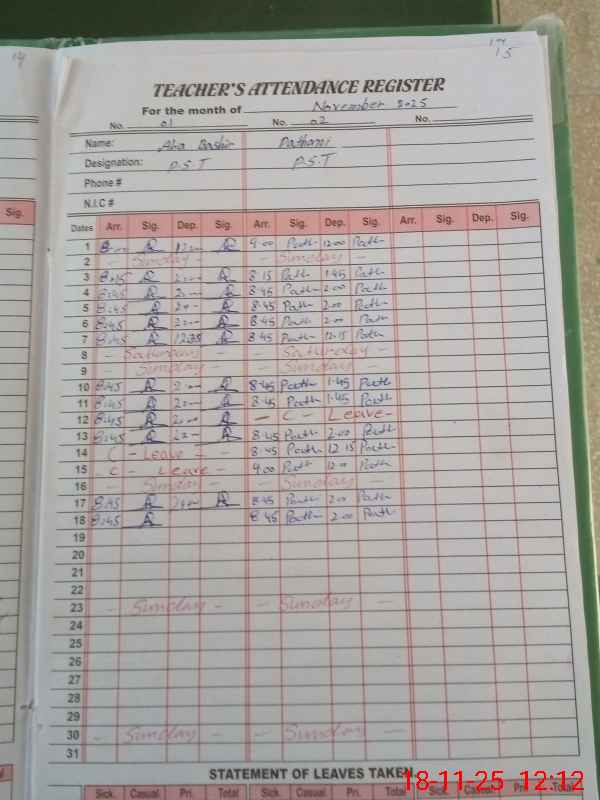 14
15
TEACHER'S ATTENDANCE REGISTER
For the month of November 2025
No. 01 No. 02 No.
Name: Bashir
Designation: P.S.T P.S.T
Phone #
N.I.C #
Sig.
Dates Arr. Sig. Dep. Sig. Arr. Sig. Dep. Sig. Arr. Sig. Dep. Sig.
1 8:00 12:00 9:00 Path 12:00 Path
2 - Sunday - - Sunday -
3 8:45 2:00 8:15 Path 1:45 Path
4 8:45 2:00 8:45 Path 2:00 Path
5 8:45 2:00 8:45 Path 2:00 Path
6 8:45 2:00 8:45 Path 2:00 Path
7 8:45 12:35 8:45 Path 12:15 Path
8 - Saturday - - Saturday -
9 - Sunday - - Sunday -
10 8:45 2:00 8:45 Path 1:45 Path
11 8:45 2:00 8:45 Path 1:45 Path
12 8:45 2:00 - C - Leave -
13 8:45 2:00 8:45 Path 2:00 Path
14 C - Leave - - 8:45 Path 12:15 Path
15 C - Leave - 9:00 Path 12:00 Path
16 - Sunday - - Sunday -
17 8:45 2:00 8:45 Path 2:00 Path
18 8:45 8:45 Path 2:00 Path
19
20
21
22
23 - Sunday - - Sunday -
24
25
26
27
28
29
30 - Sunday - - Sunday -
31
STATEMENT OF LEAVES TAKEN
Sick. Casual Pri. Total Sick. Casual Pri. Total Sick. Casual Pri Total
18-11-25 12:12